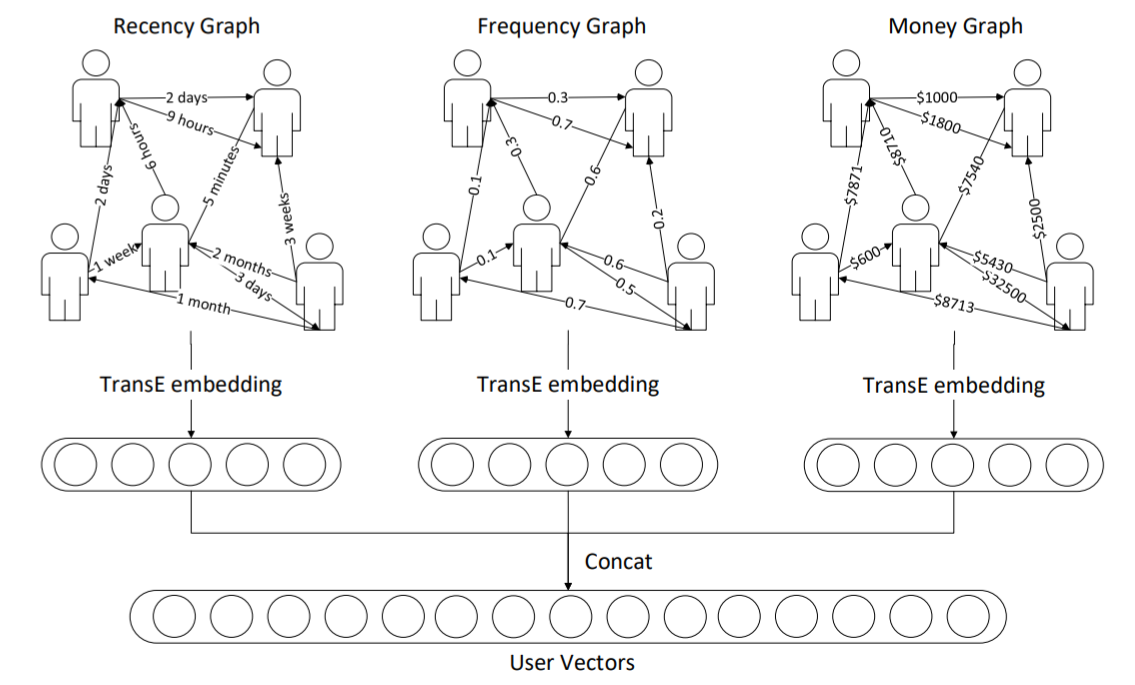 Recency Graph
Frequency Graph
Money Graph
2 days
9 hours
6 hours
2 days
5 minutes
3 weeks
1 week
2 months
3 days
1 month
0.3
0.7
0.3
0.1
0.6
0.2
0.1
0.6
0.5
0.7
$1000
$1800
$8710
$7871
$7540
$2500
$600
$5430
$32500
$8713
TransE embedding
TransE embedding
TransE embedding
Concat
User Vectors